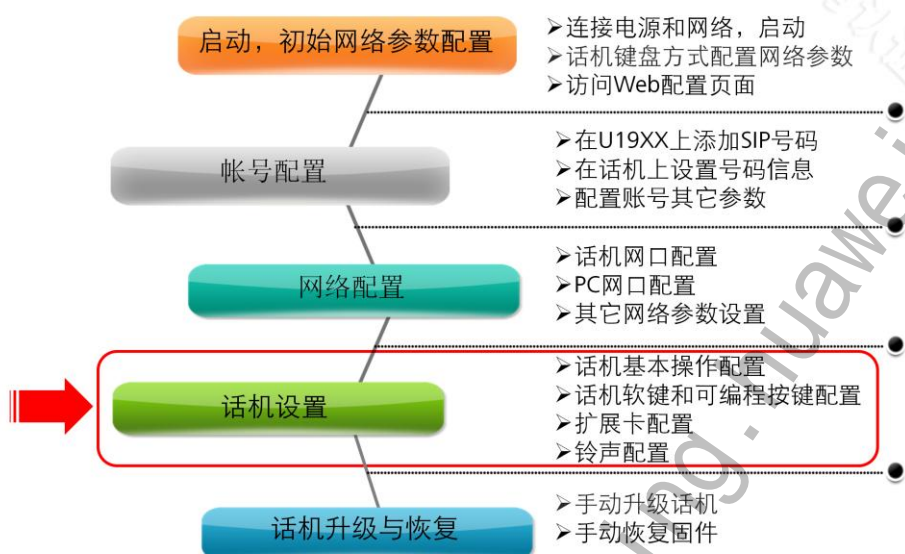 启动，初始网络参数配置
➢连接电源和网络，启动
➢话机键盘方式配置网络参数
➢访问Web配置页面
帐号配置
➢在U19XX上添加SIP号码
➢在话机上设置号码信息
➢配置账号其它参数
网络配置
➢话机网口配置
➢PC网口配置
➢其它网络参数设置
话机设置
➢话机基本操作配置
➢话机软键和可编程按键配置
➢扩展卡配置
➢铃声配置
话机升级与恢复
➢手动升级话机
➢手动恢复固件
ing.huawei